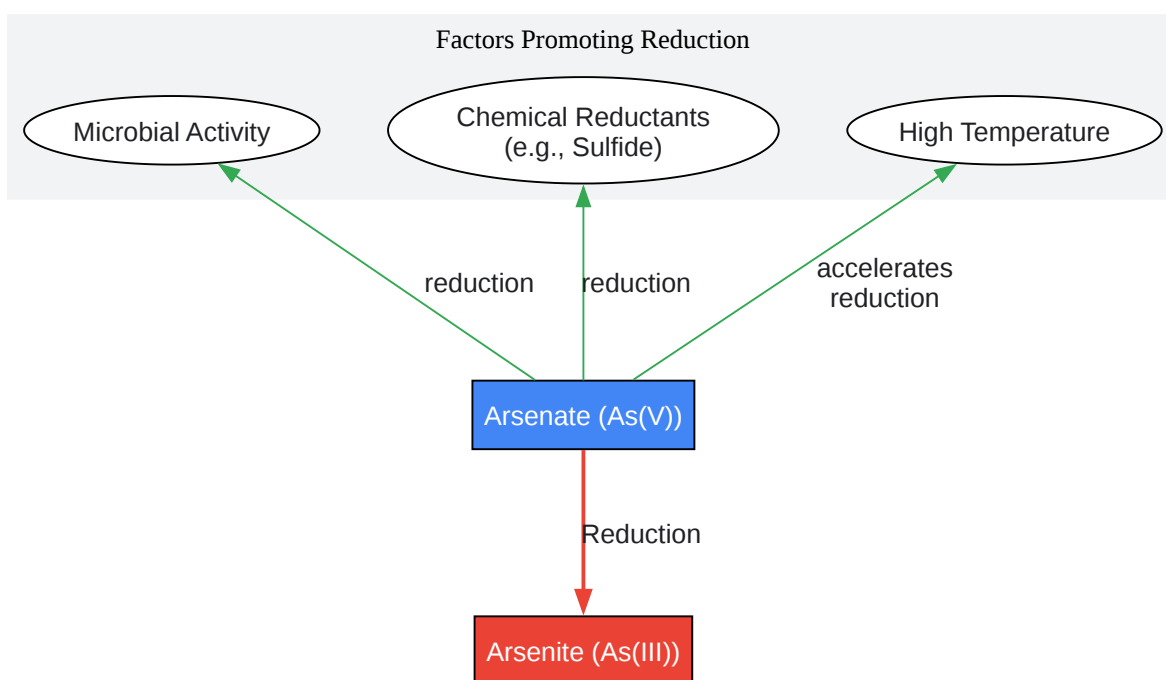 Factors Promoting Reduction
Microbial Activity
Chemical Reductants
(e.g., Sulfide)
High Temperature
reduction
reduction
accelerates
reduction
Arsenate (As(V))
Reduction
Arsenite (As(III))